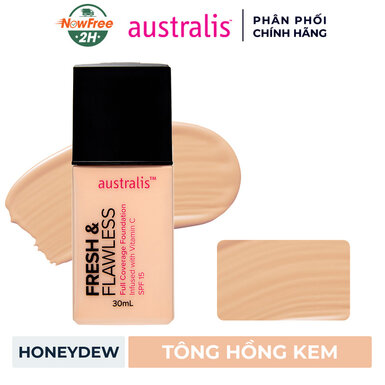 NowFree
2H
australis
PHÂN PHỐI
CHÍNH HÃNG
australis™
FRESH &
FLAWLESS
Full Coverage Foundation
Infused with Vitamin C
SPF 15
30mL
HONEYDEW
TÔNG HỒNG KEM